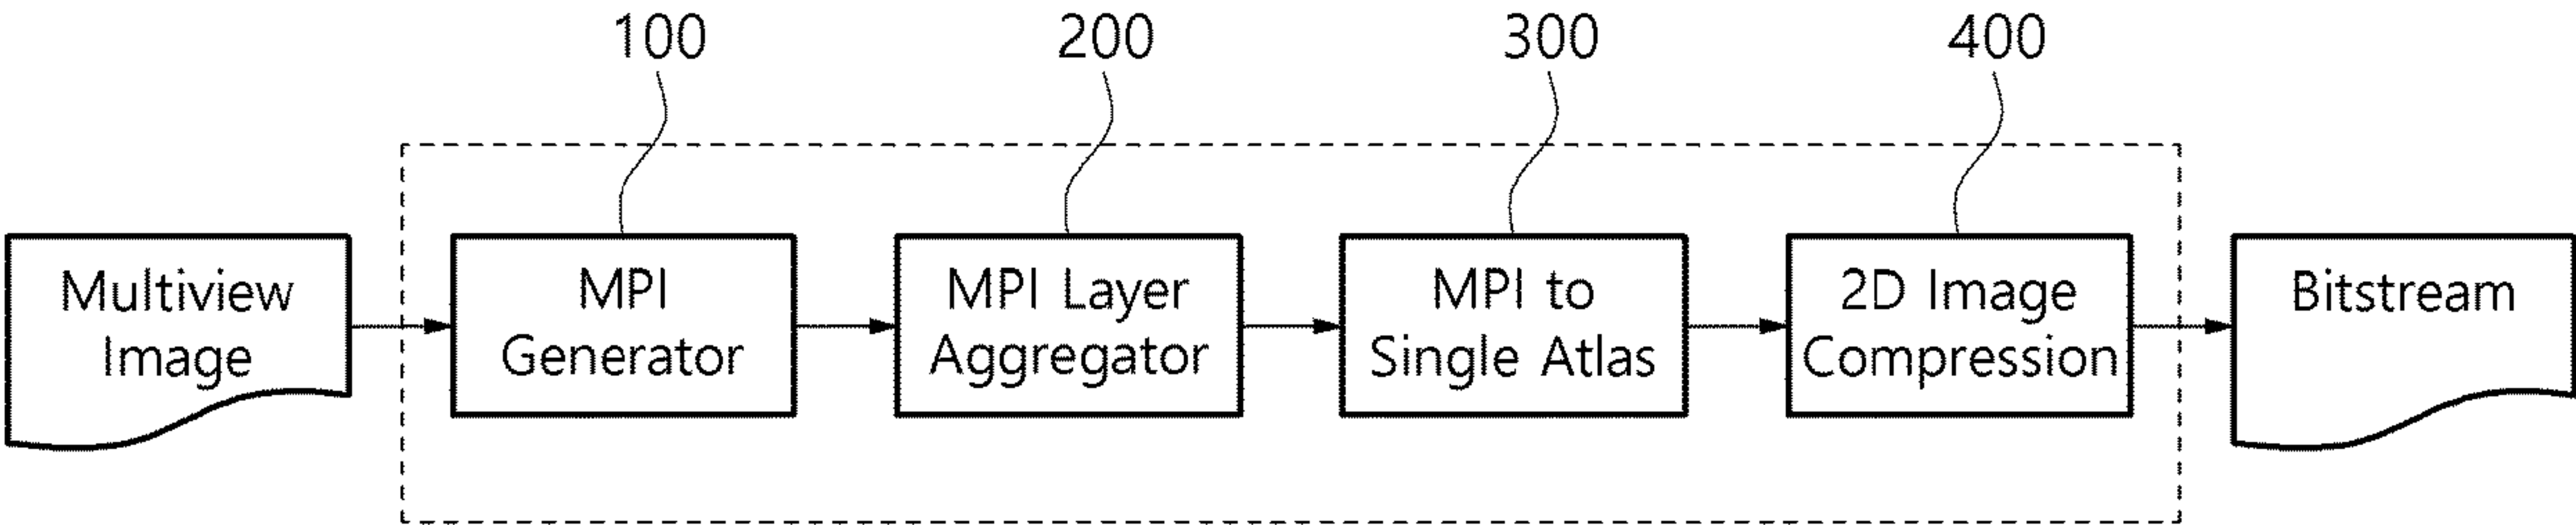 100
200
300
400
Multiview
Image
MPI
Generator
MPI Layer
Aggregator
MPI to
Single Atlas
2D Image
Compression
Bitstream